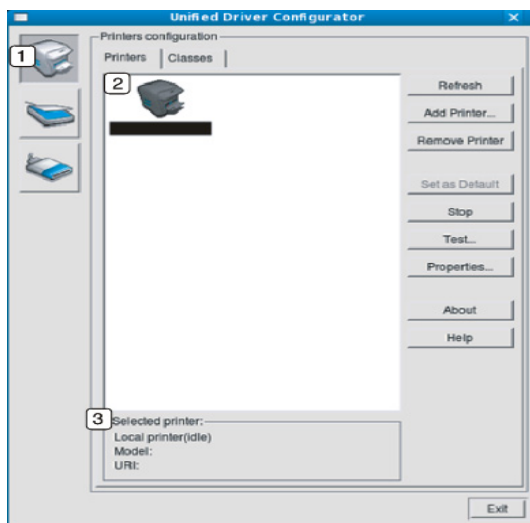 Unified Driver Configurator
Printers configuration
1
Printers
Classes
2
Refresh
Add Printer...
Remove Printer
Set as Default
Stop
Test...
Properties...
About
Help
3
Selected printer:
Local printer(idle)
Model:
URI:
Exit